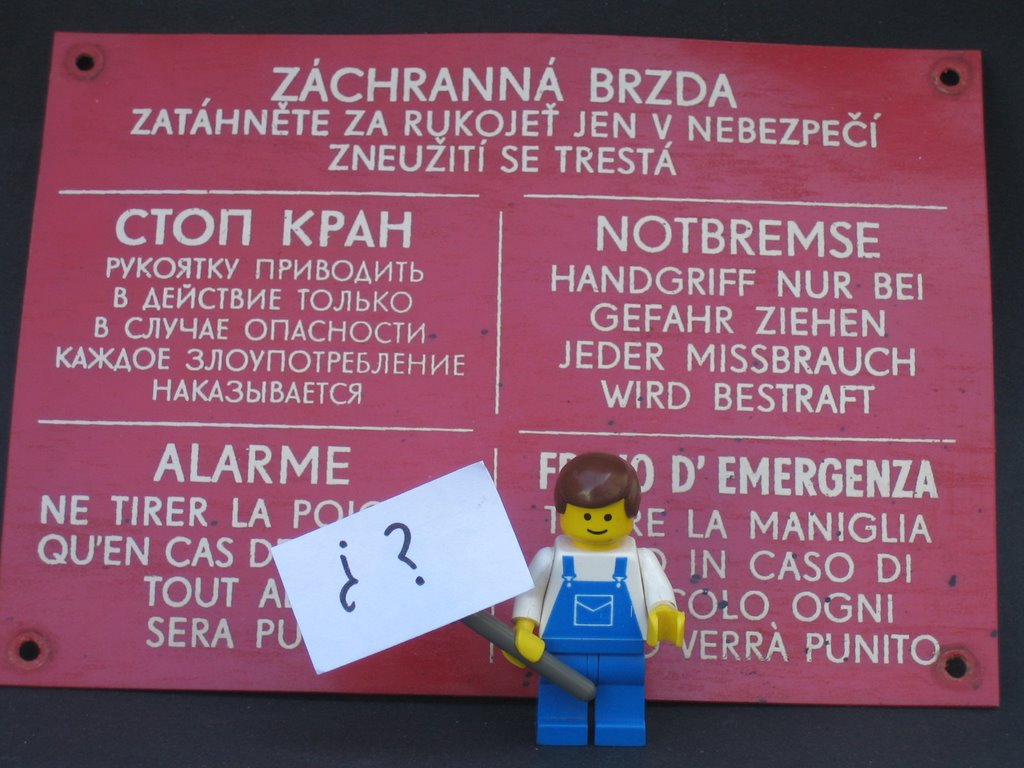 ZÁCHRANNÁ BRZDA
ZATÁHNĚTE ZA RUKOJEŤ JEN V NEBEZPEČÍ
ZNEUŽITÍ SE TRESTÁ
СТОП КРАН
РУКОЯТКУ ПРИВОДИТЬ
В ДЕЙСТВИЕ ТОЛЬКО
В СЛУЧАЕ ОПАСНОСТИ
КАЖДОЕ ЗЛОУПОТРЕБЛЕНИЕ
НАКАЗЫВАЕТСЯ
NOTBREMSE
HANDGRIFF NUR BEI
GEFAHR ZIEHEN
JEDER MISSBRAUCH
WIRD BESTRAFT
ALARME
NE TIRER LA
QU'EN CAS
TOUT
SERA
¿?
D'EMERGENZA
LA MANIGLIA
IN CASO DI
OGNI
VERRÀ PUNITO